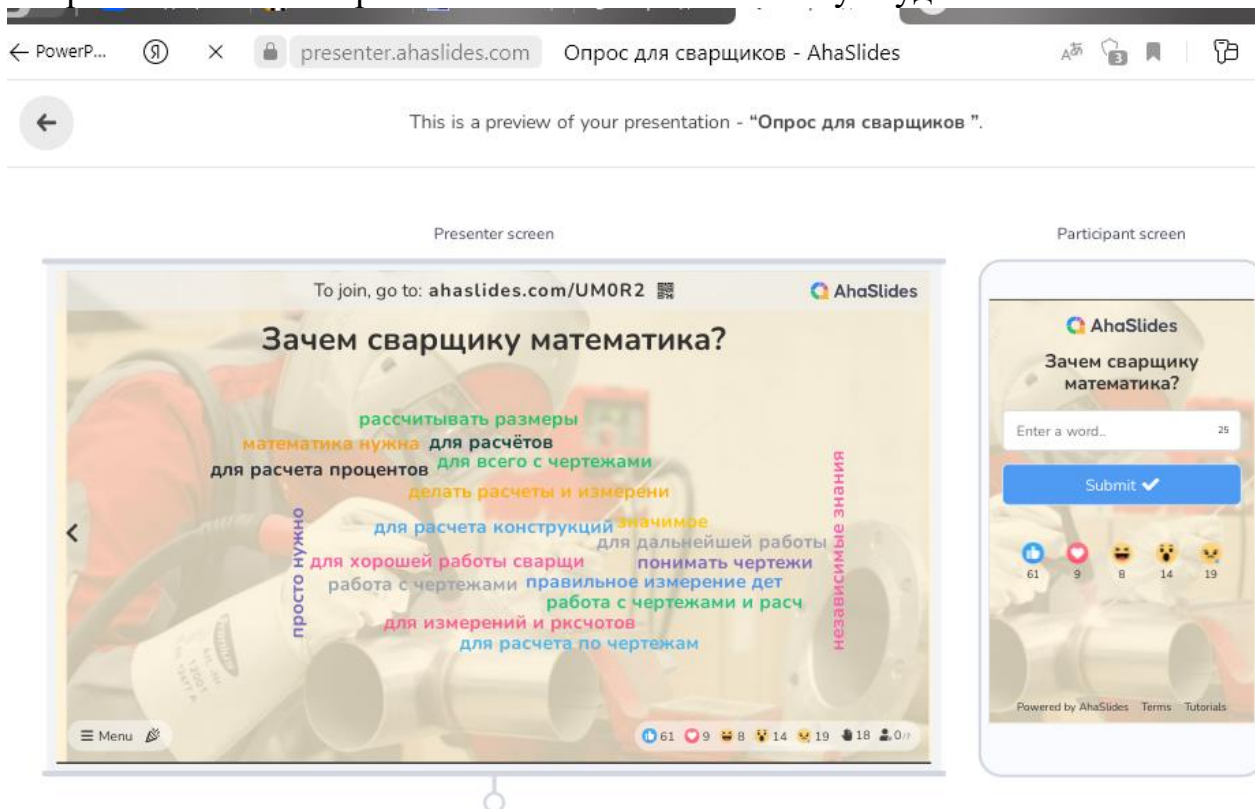 ← PowerP...
presenter.ahaslides.com
Опрос для сварщиков - AhaSlides
3
This is a preview of your presentation - “Опрос для сварщиков ”.
Presenter screen
To join, go to: ahaslides.com/UM0R2
AhaSlides
Зачем сварщику математика?
рассчитывать размеры
математика нужна
для расчётов
для расчета процентов
для всего с чертежами
делать расчеты и измерени
для расчета конструкций
значимое
для дальнейшей работы
для хорошей работы сварщи
понимать чертежи
работа с чертежами
правильное измерение дет
работа с чертежами и расч
для измерений и рксчотов
для расчета по чертежам
просто нужно
независимые знания
Menu
61 9 8 14 19 18 0
Participant screen
AhaSlides
Зачем сварщику
математика?
Enter a word..
25
Submit
61 9 8 14 19
Powered by AhaSlides Terms Tutorials